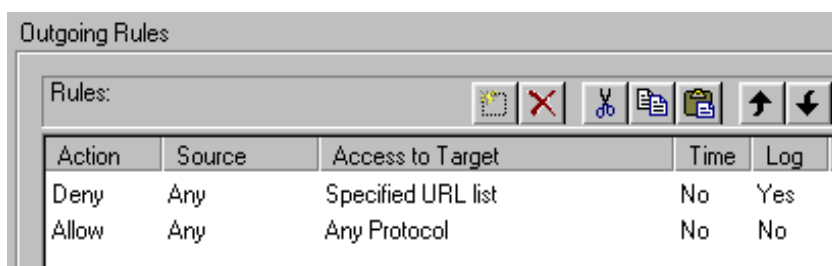 Outgoing Rules
Rules:
Action Source Access to Target Time Log
Deny Any Specified URL list No Yes
Allow Any Any Protocol No No